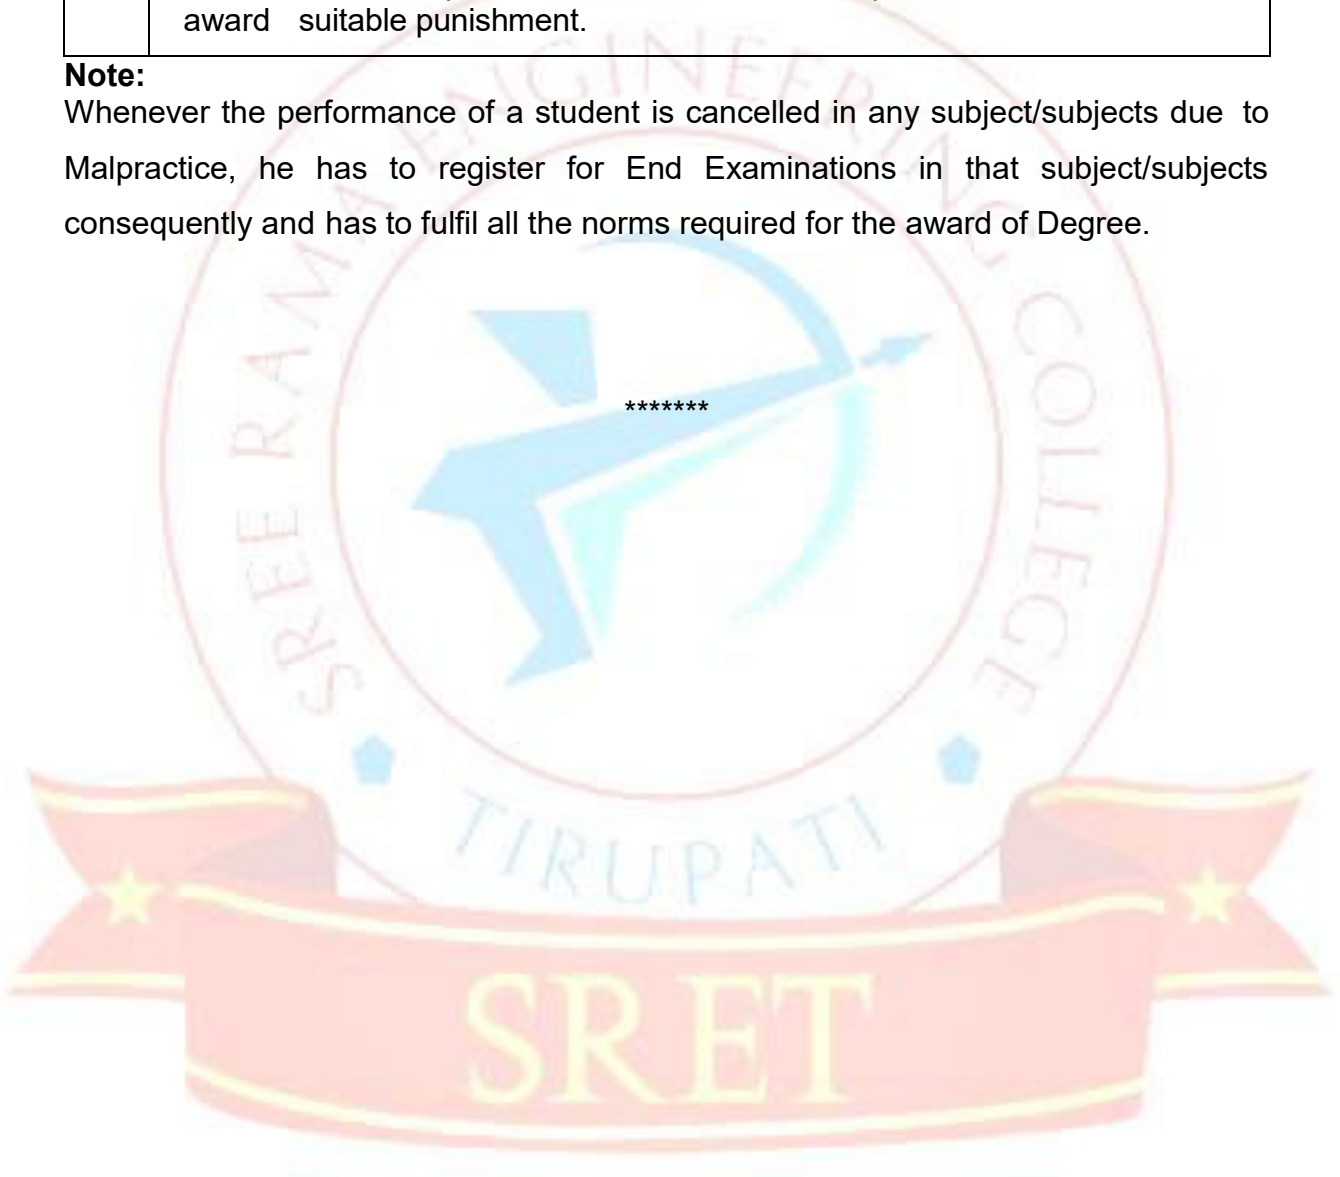 award suitable punishment.
Note:
Whenever the performance of a student is cancelled in any subject/subjects due to
Malpractice, he has to register for End Examinations in that subject/subjects
consequently and has to fulfil all the norms required for the award of Degree.
*******
SREE RAMA ENGINEERING COLLEGE
TIRUPATI
SRET